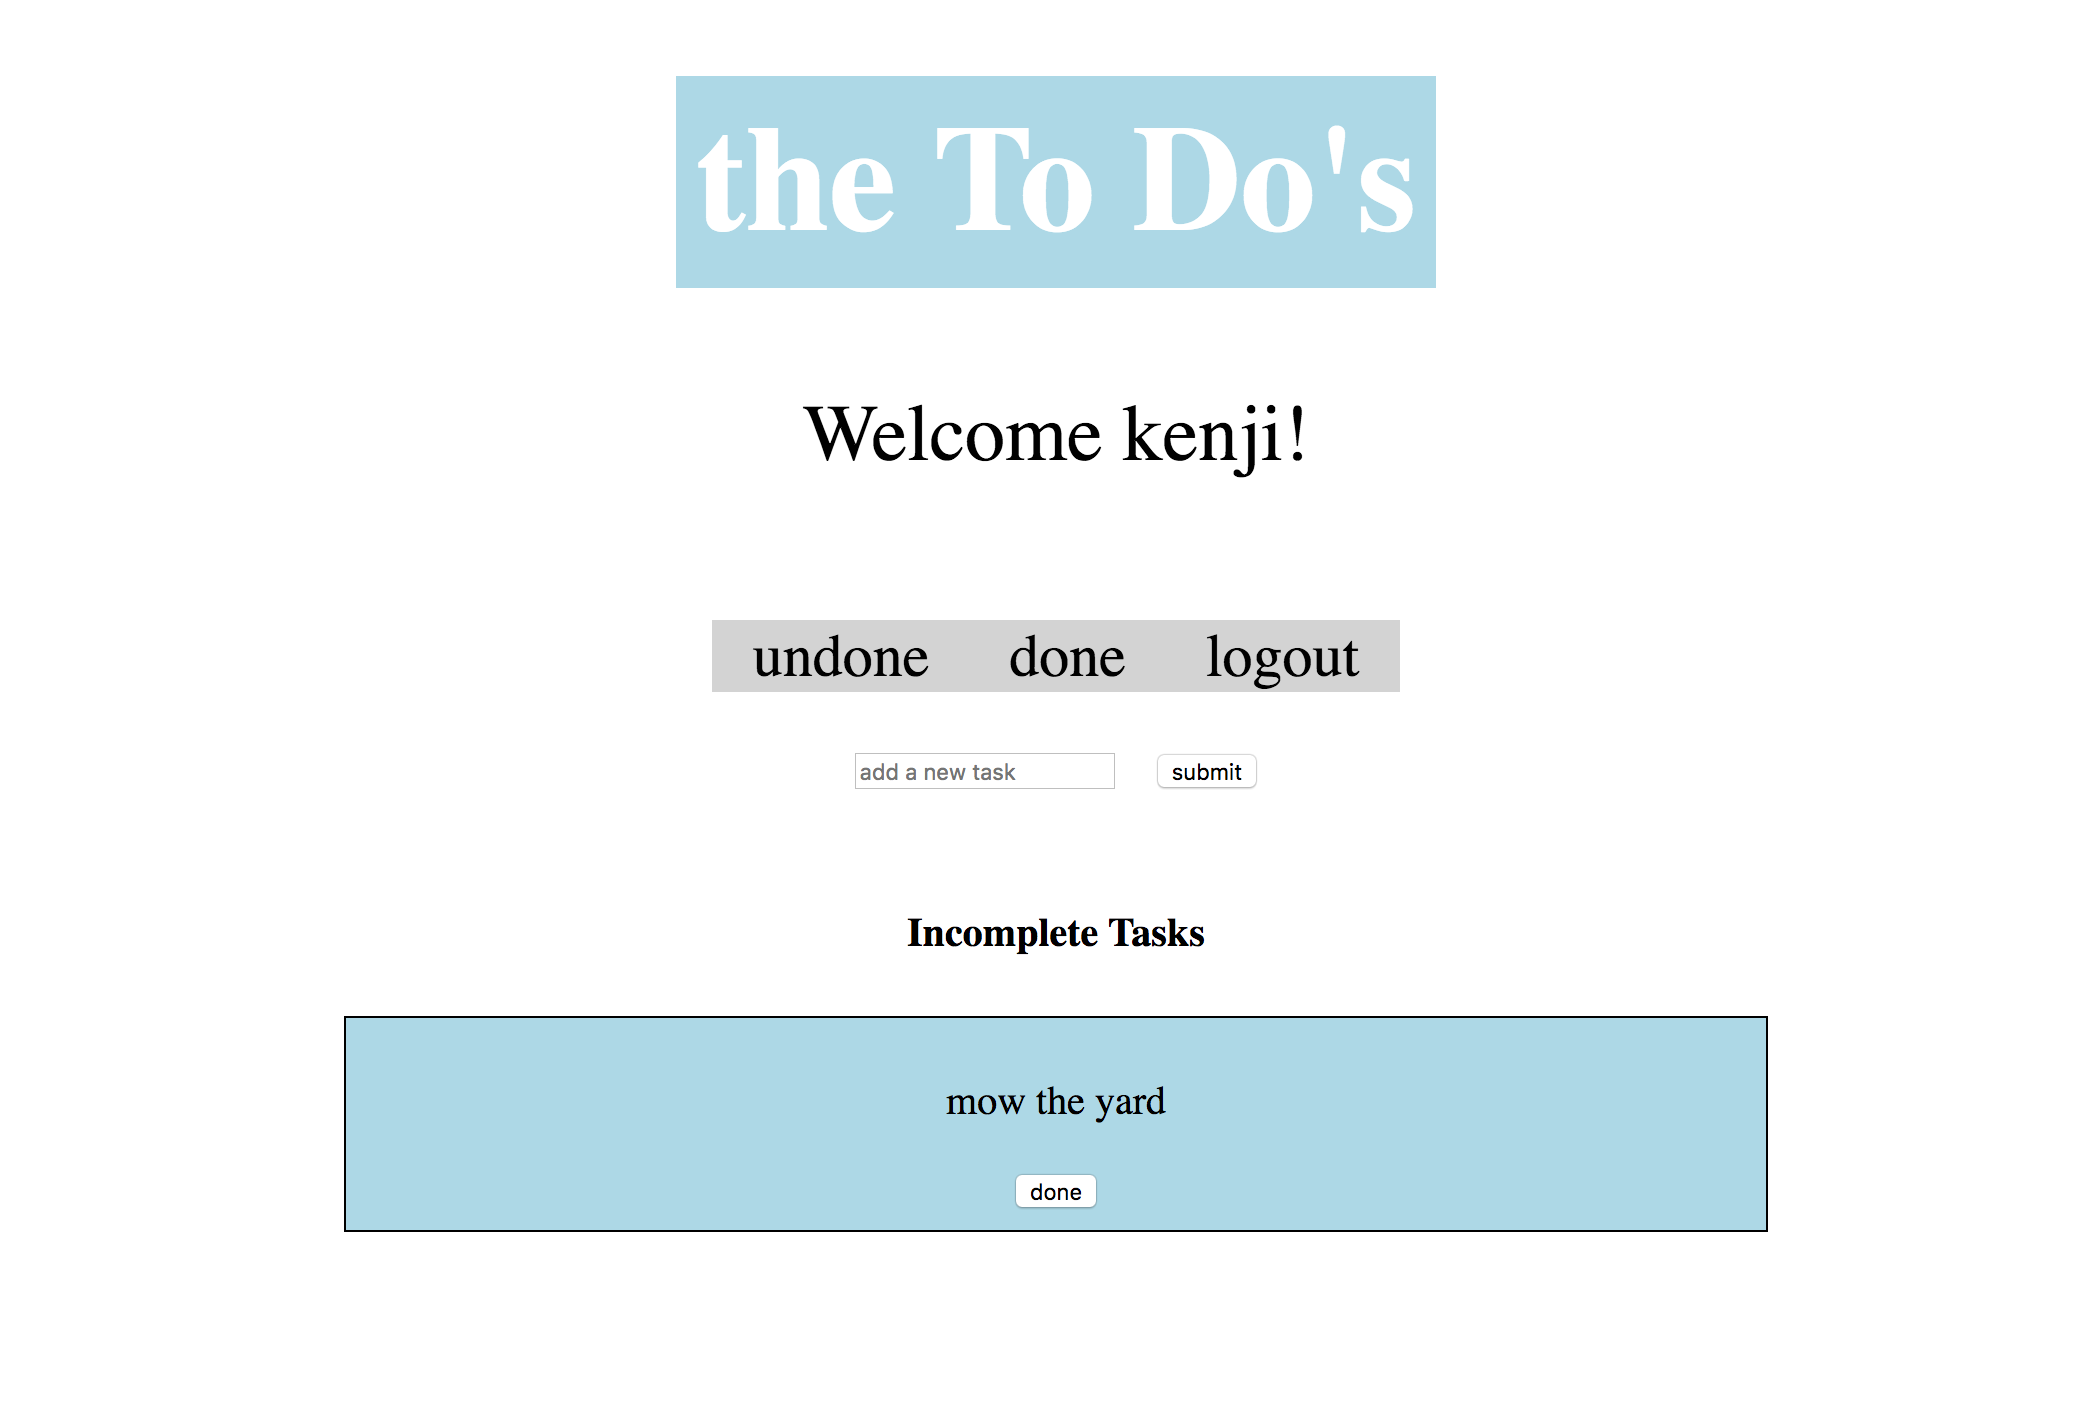 the To Do's
Welcome kenji!
undone done logout
add a new task submit
Incomplete Tasks
mow the yard
done